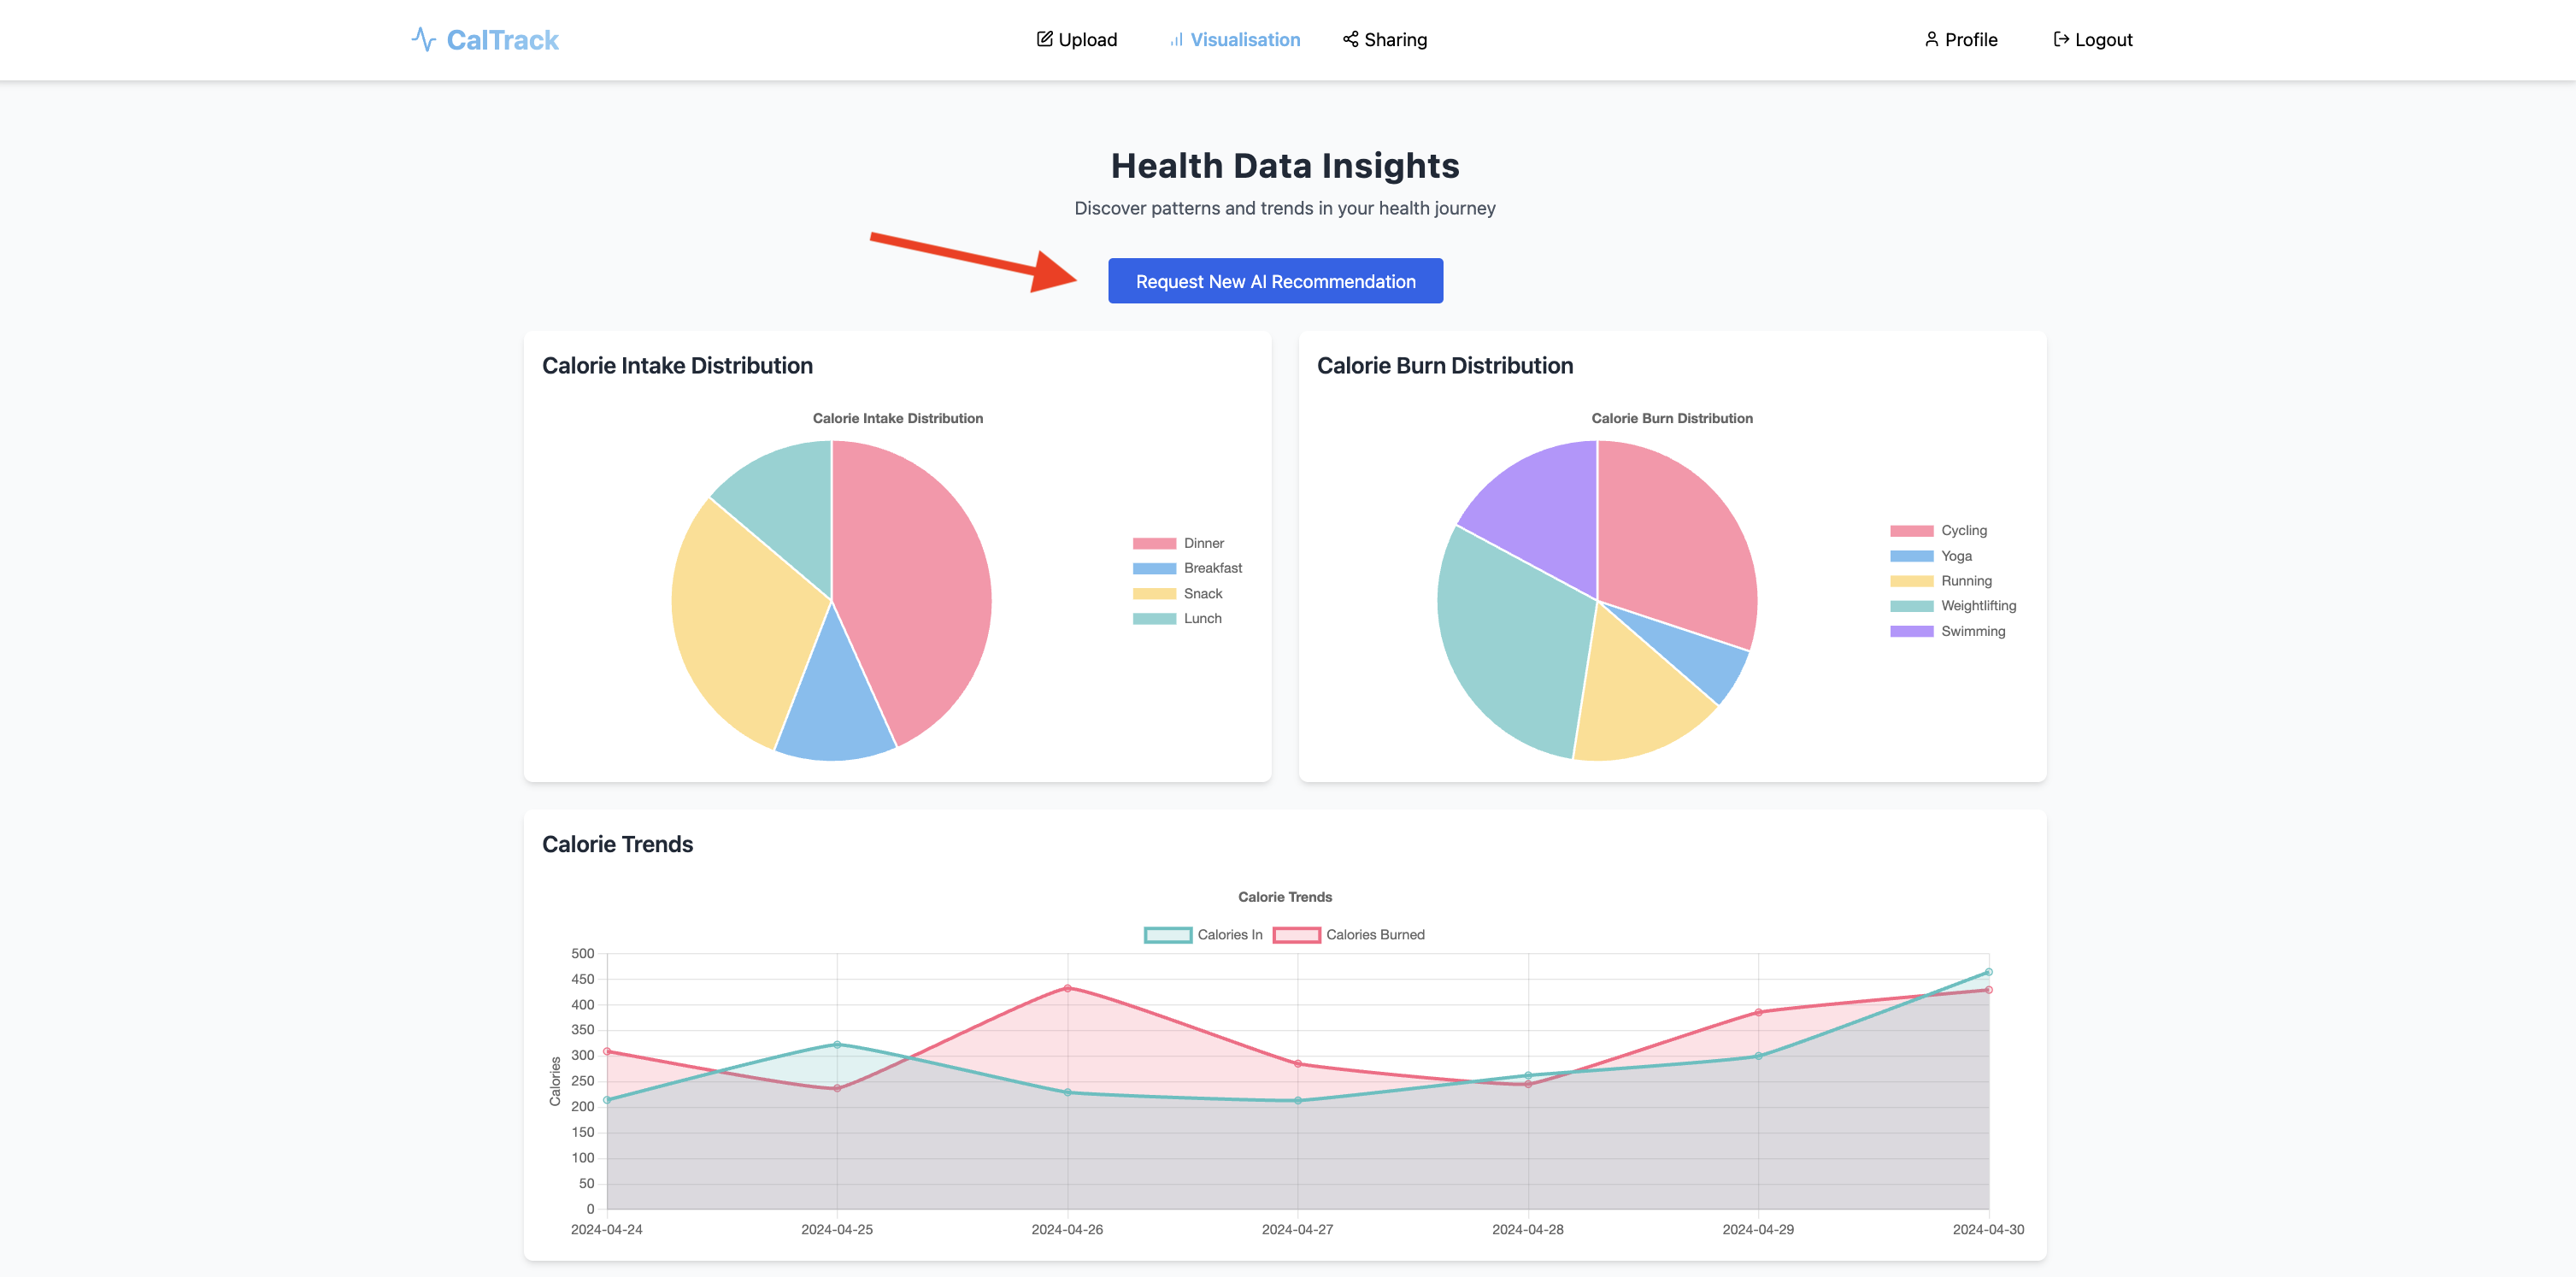 CalTrack
Upload
Visualisation
Sharing
Profile
Logout
Health Data Insights
Discover patterns and trends in your health journey
Request New AI Recommendation
Calorie Intake Distribution
Calorie Intake Distribution
Dinner
Breakfast
Snack
Lunch
Calorie Burn Distribution
Calorie Burn Distribution
Cycling
Yoga
Running
Weightlifting
Swimming
Calorie Trends
Calorie Trends
Calories In
Calories Burned
Calories
500
450
400
350
300
250
200
150
100
50
0
2024-04-24
2024-04-25
2024-04-26
2024-04-27
2024-04-28
2024-04-29
2024-04-30